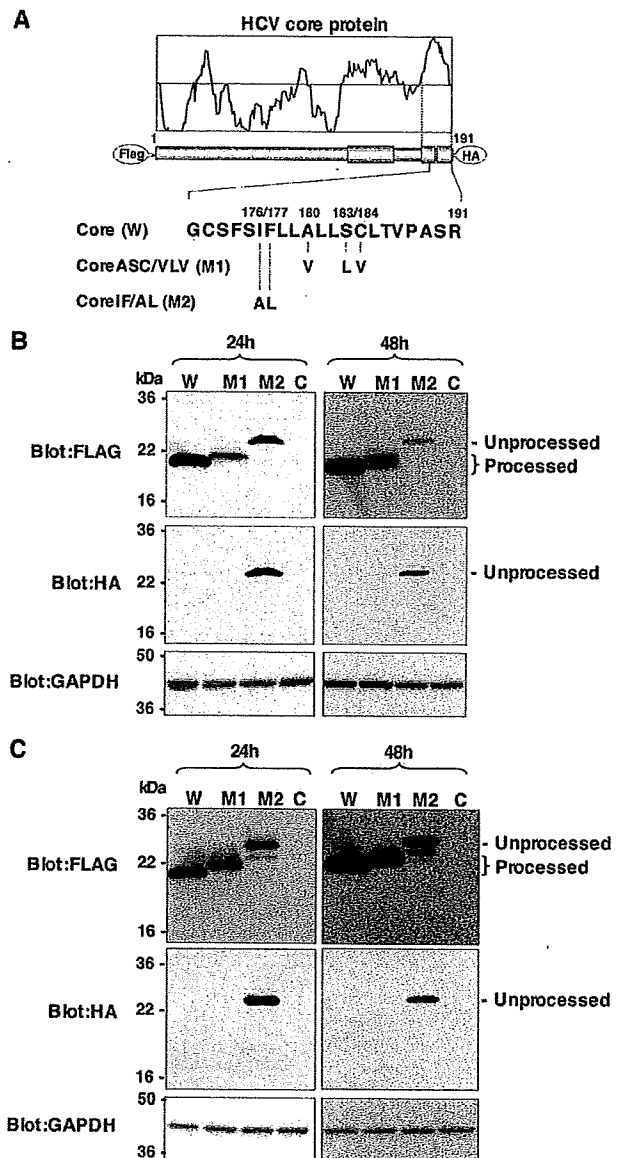 A
HCV core protein
1 191
Flag HA
176/177 180 183/184 191
Core (W) GCSFSIFLLALLSCLTVPASR
CoreASC/VLV (M1) V L V
CoreIF/AL (M2) AL
B
24h 48h
kDa W M1 M2 C W M1 M2 C
36
Blot:FLAG 22 - Unprocessed
} Processed
16
36
Blot:HA 22 - Unprocessed
16
50
Blot:GAPDH
36
C
24h 48h
kDa W M1 M2 C W M1 M2 C
36
- Unprocessed
Blot:FLAG 22 } Processed
16
36
Blot:HA 22 - Unprocessed
16
50
Blot:GAPDH
36